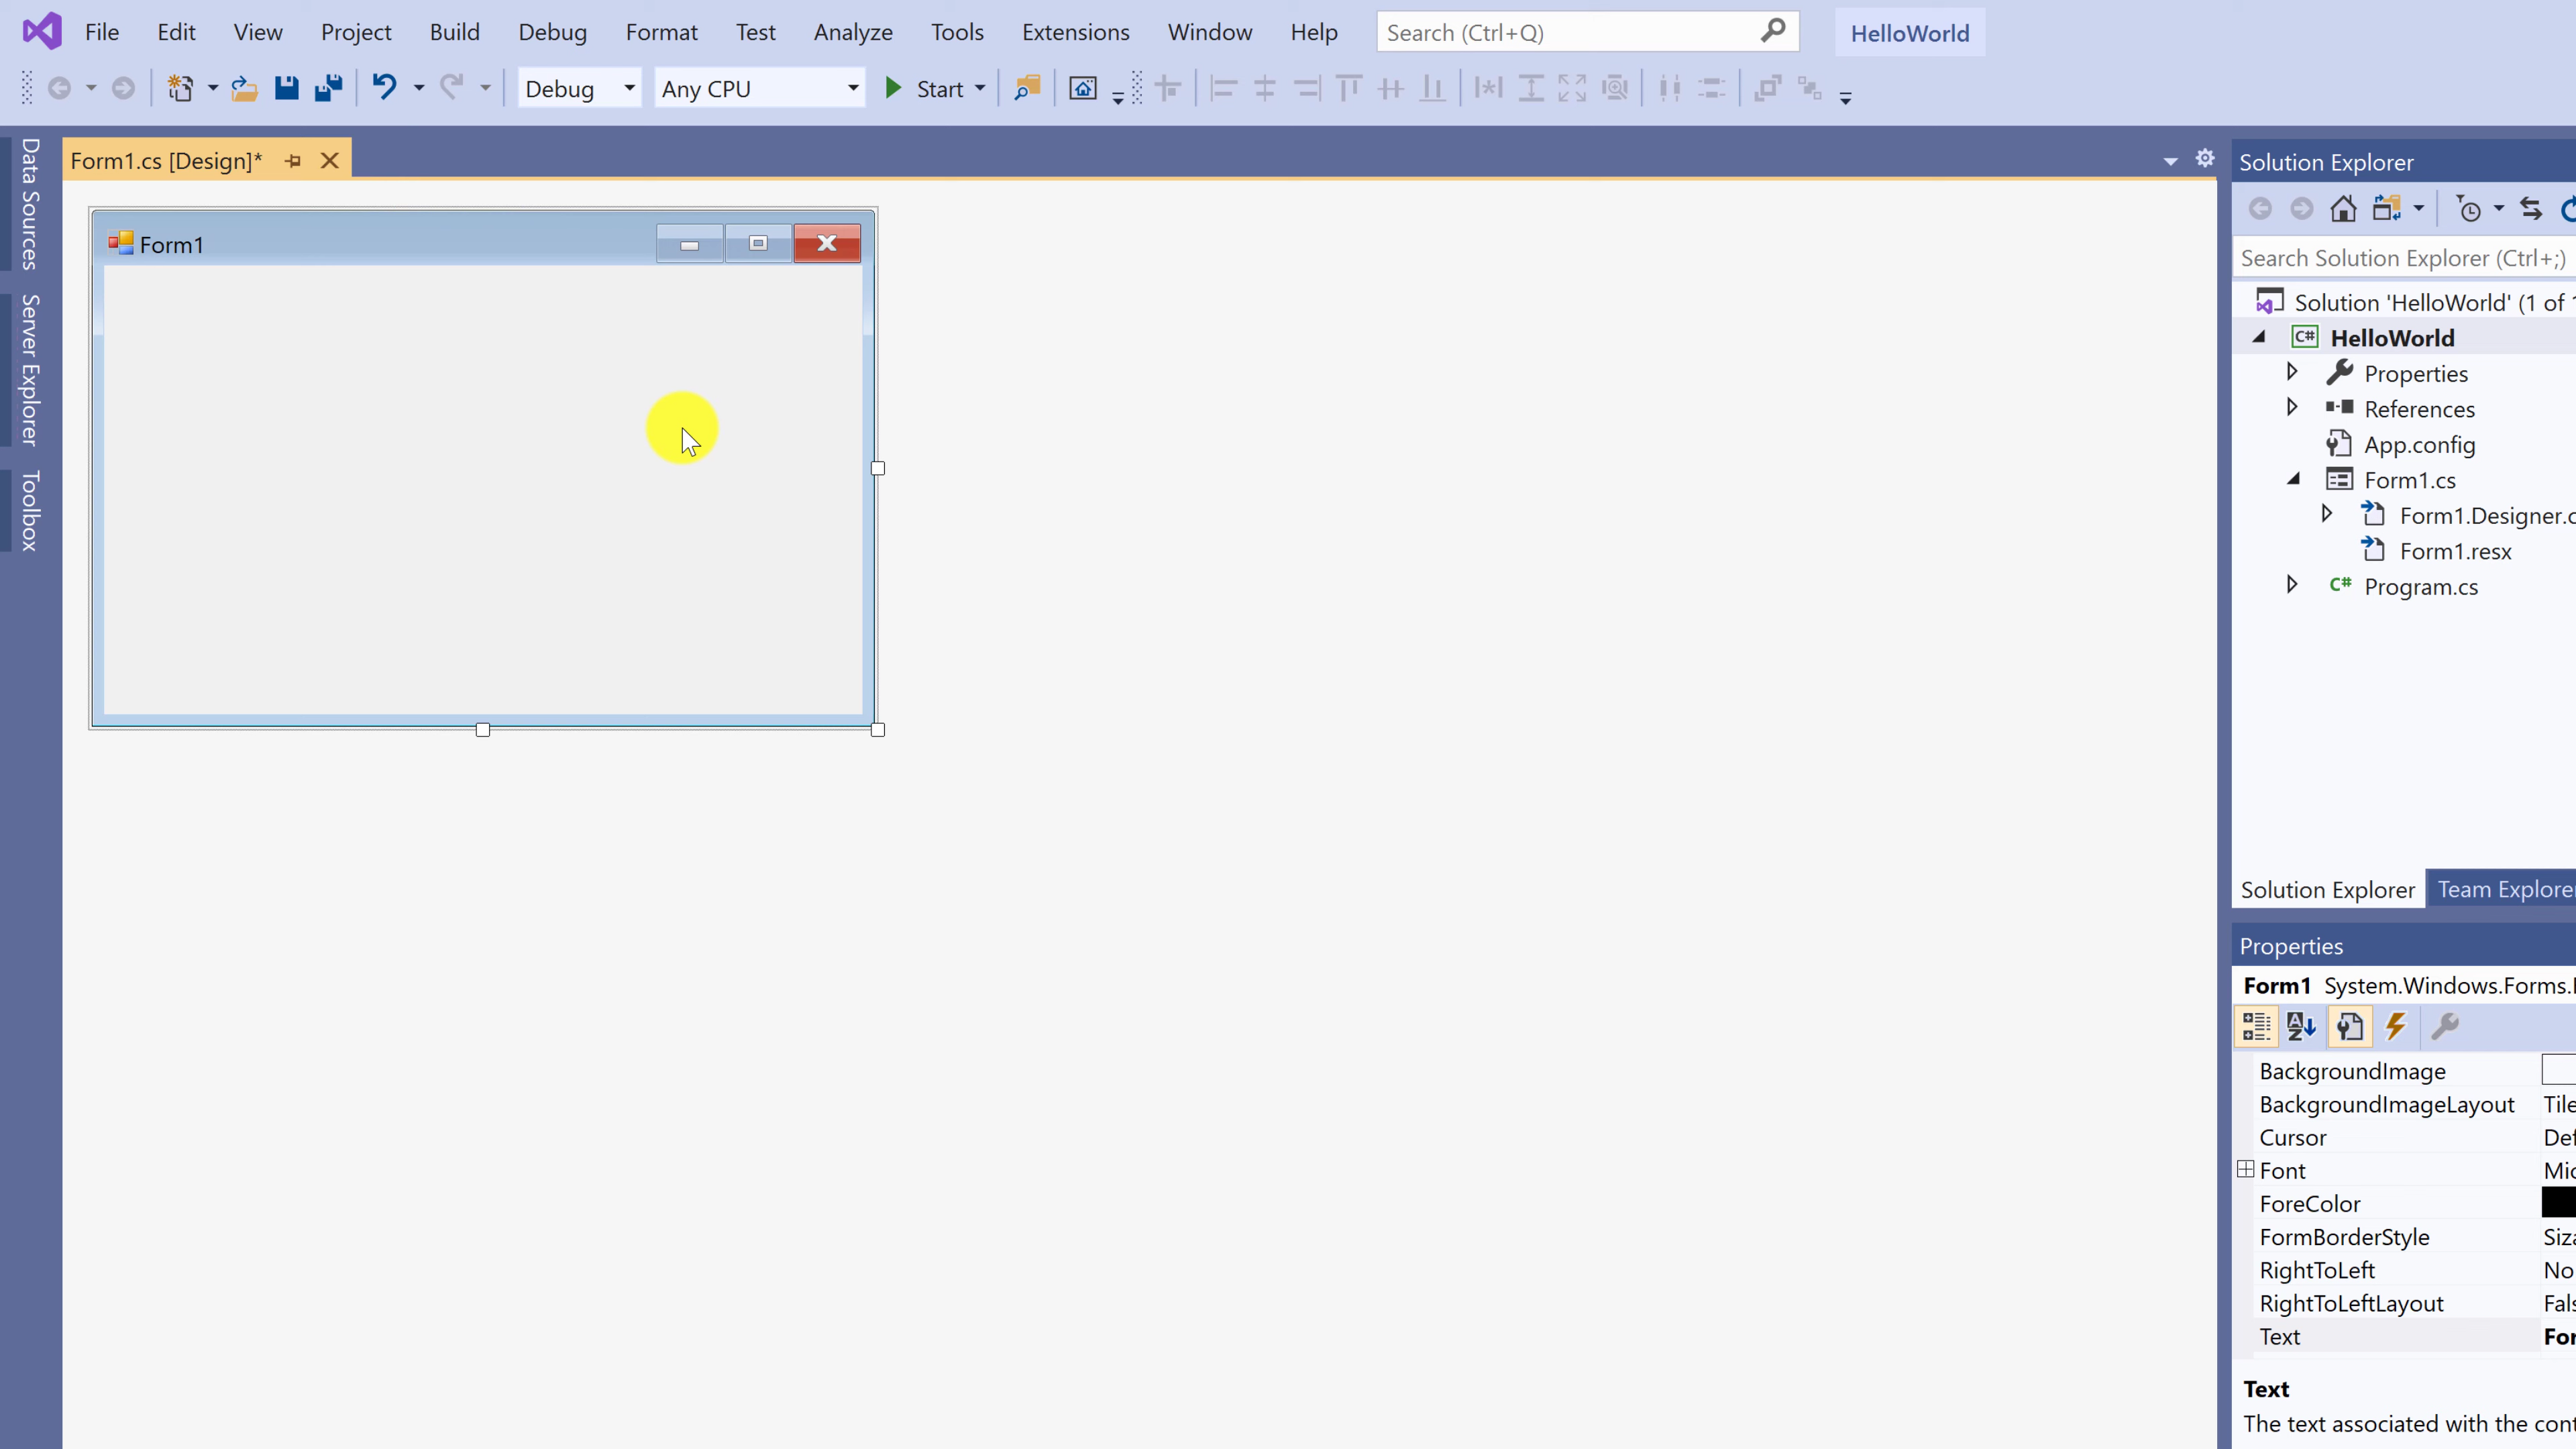 File Edit View Project Build Debug Format Test Analyze Tools Extensions Window Help Search (Ctrl+Q) HelloWorld
Debug Any CPU Start
Data Sources
Server Explorer
Toolbox
Form1.cs [Design]*
Form1
Solution Explorer
Search Solution Explorer (Ctrl+;)
Solution 'HelloWorld' (1 of
C# HelloWorld
Properties
References
App.config
Form1.cs
Form1.Designer.c
Form1.resx
C# Program.cs
Solution Explorer Team Explorer
Properties
Form1 System.Windows.Forms.
BackgroundImage
BackgroundImageLayout Tile
Cursor Def
Font Mic
ForeColor
FormBorderStyle Siza
RightToLeft No
RightToLeftLayout Fals
Text For
Text
The text associated with the cont